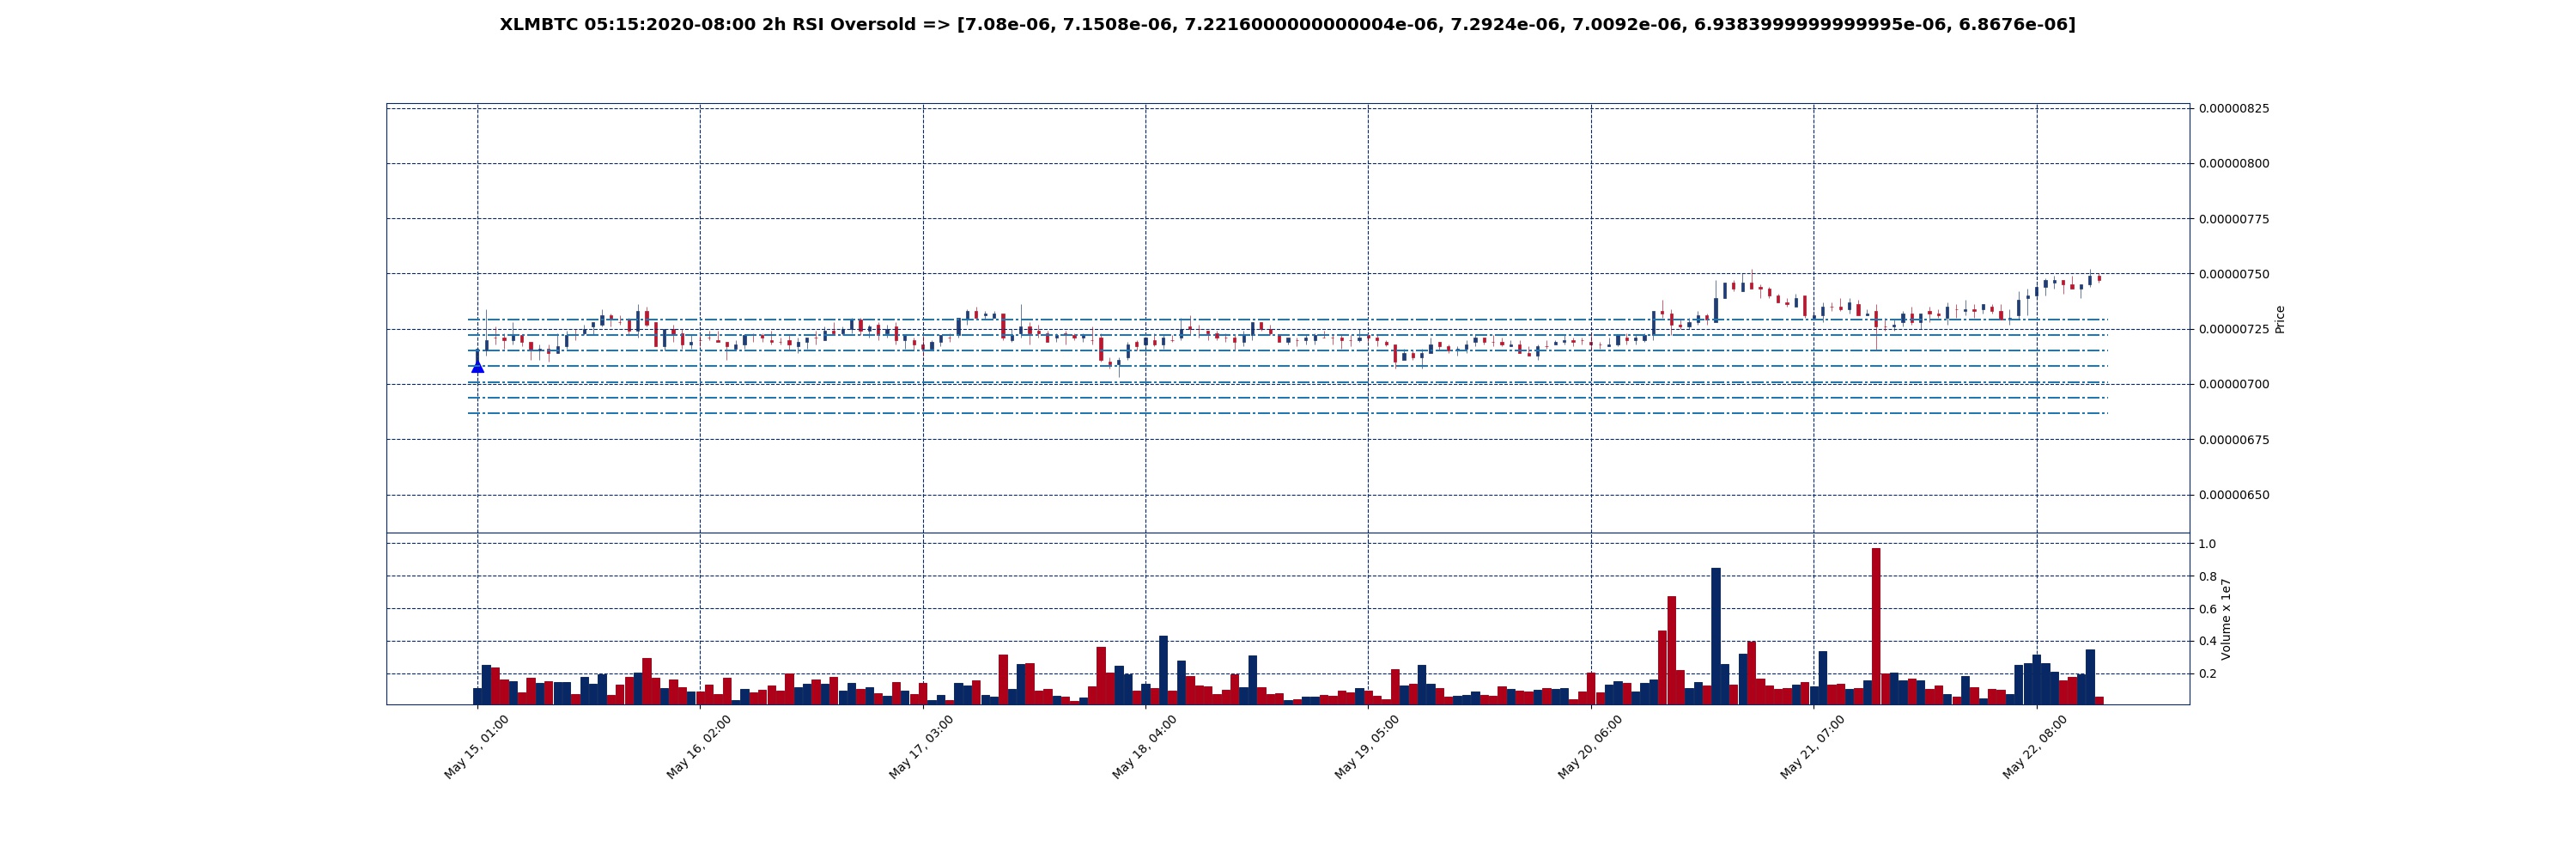 XLMBTC 05:15:2020-08:00 2h RSI Oversold => [7.08e-06, 7.1508e-06, 7.2216000000000004e-06, 7.2924e-06, 7.0092e-06, 6.9383999999999995e-06, 6.8676e-06]
0.00000825
0.00000800
0.00000775
0.00000750
0.00000725
0.00000700
0.00000675
0.00000650
Price
1.0
0.8
0.6
0.4
0.2
Volume x 1e7
May 15, 01:00
May 16, 02:00
May 17, 03:00
May 18, 04:00
May 19, 05:00
May 20, 06:00
May 21, 07:00
May 22, 08:00